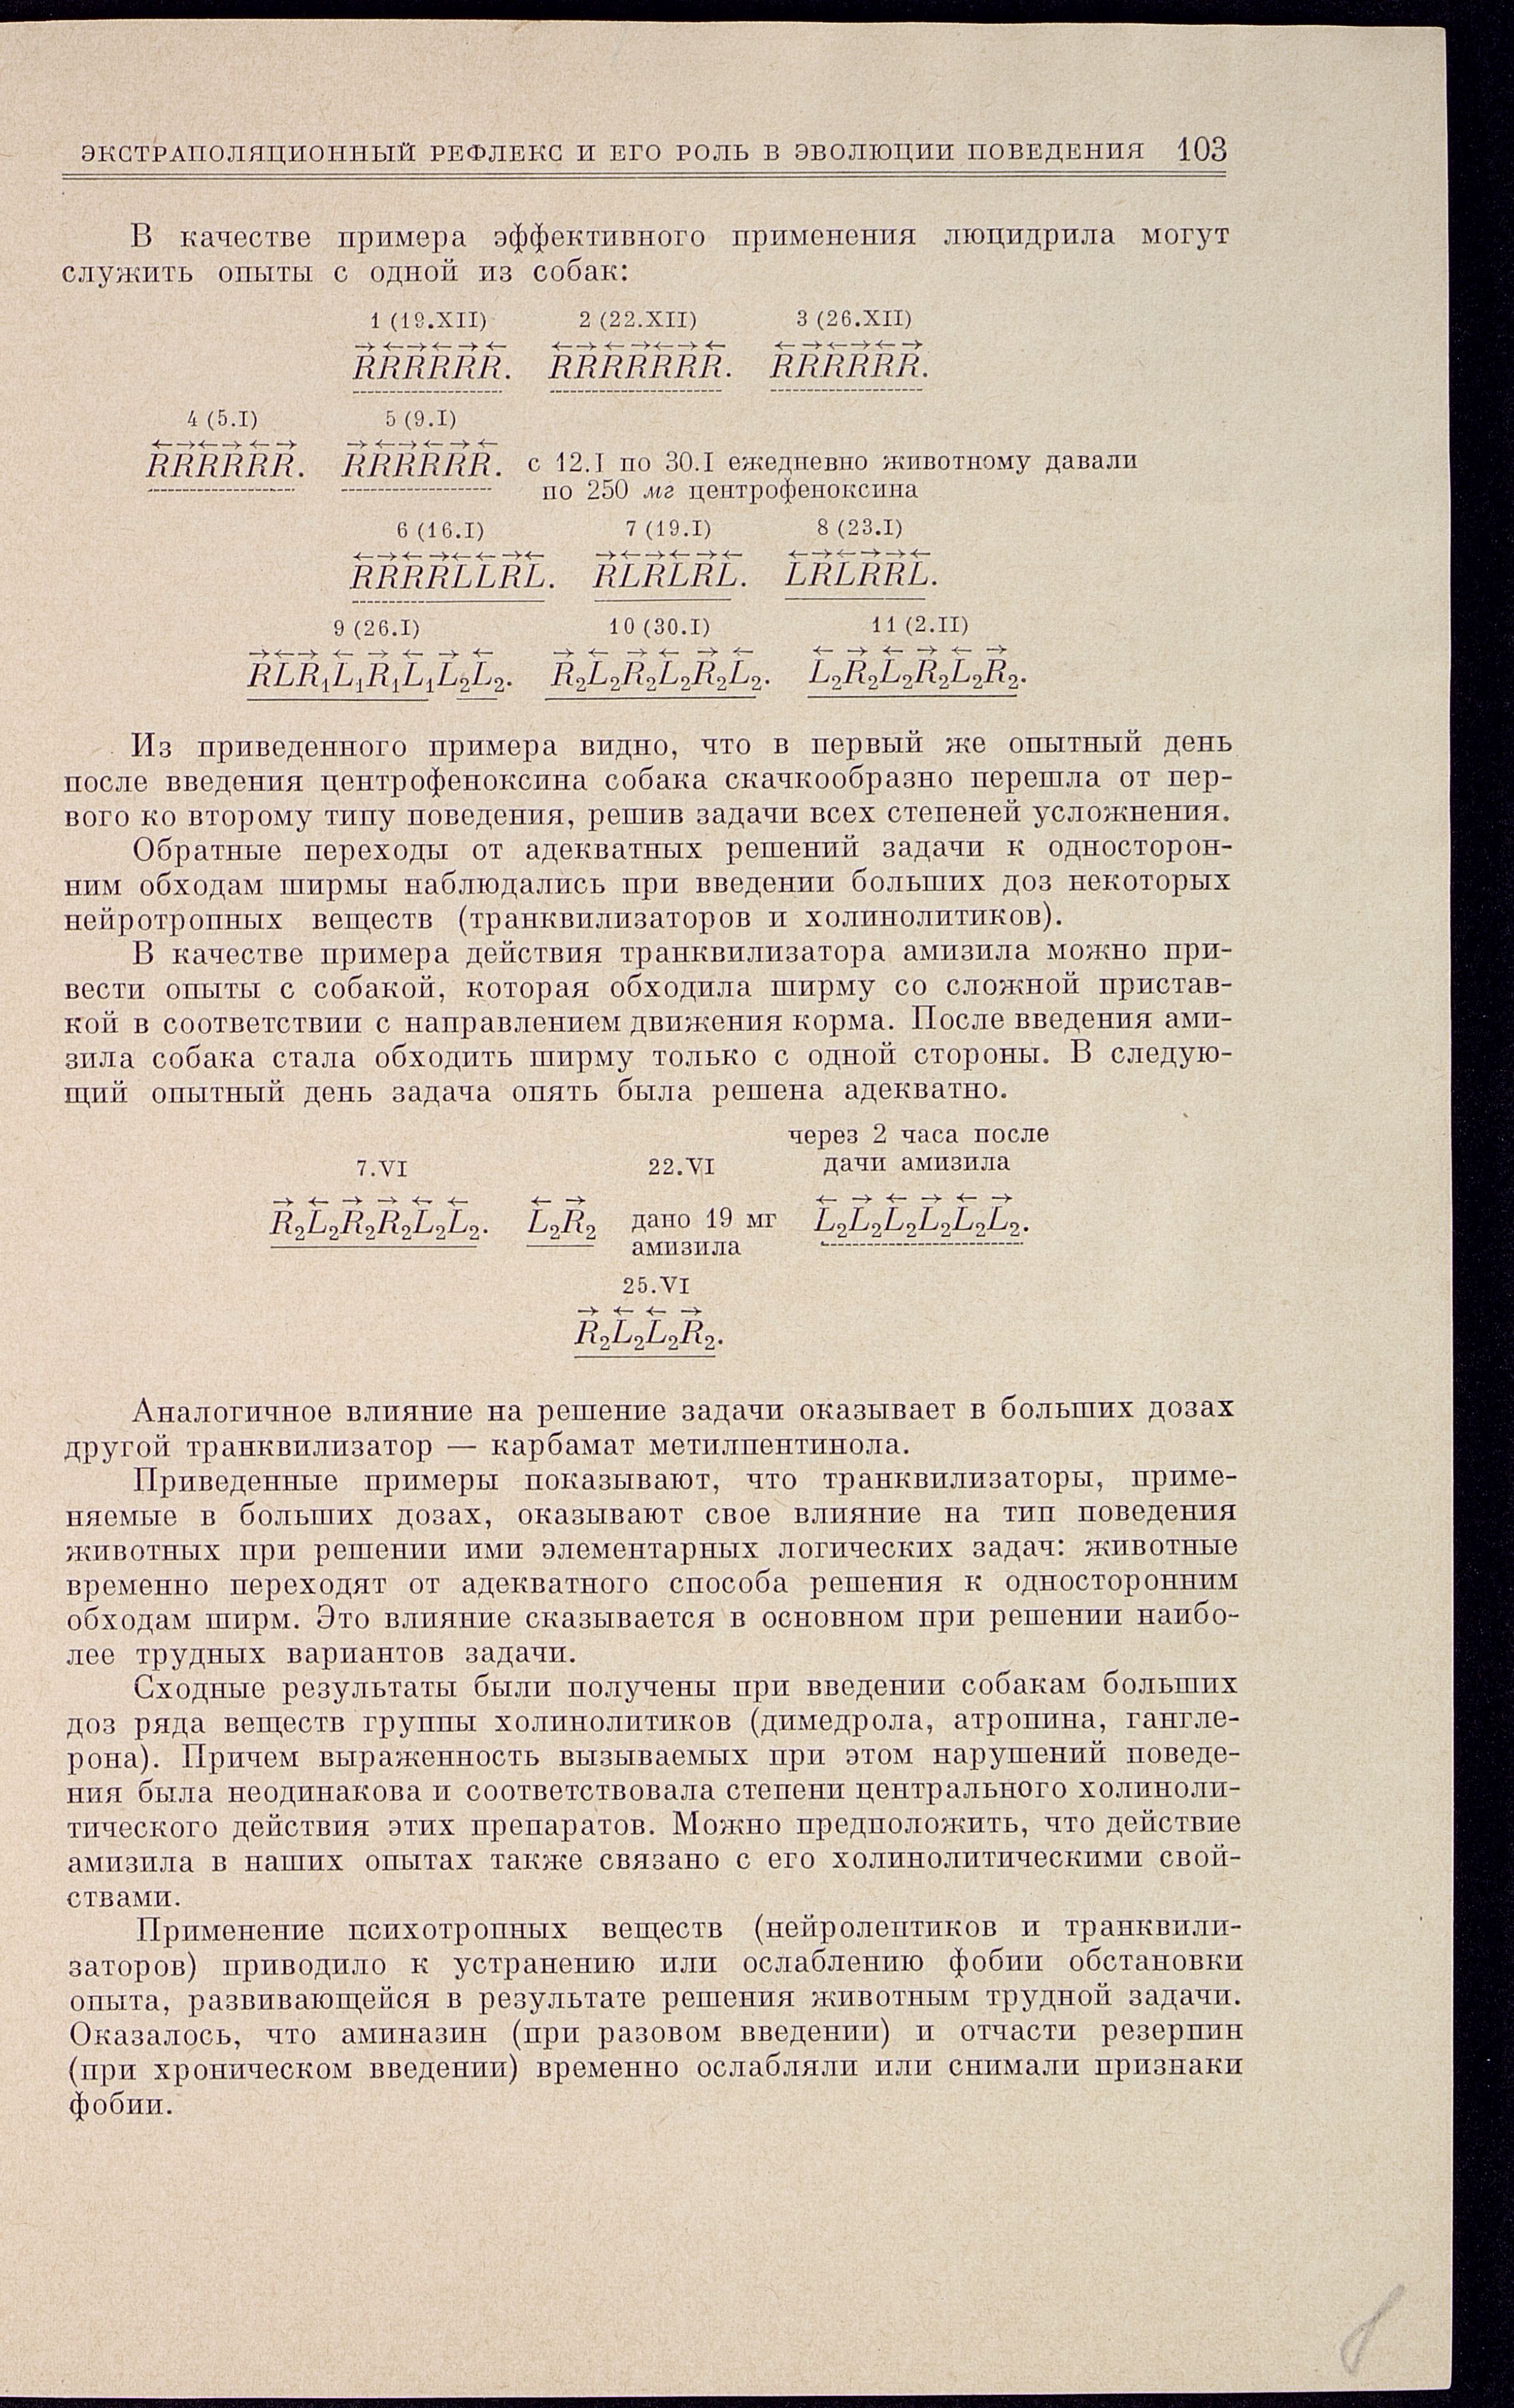 ЭКСТРАПОЛЯЦИОННЫЙ РЕФЛЕКС И ЕГО РОЛЬ В ЭВОЛЮЦИИ ПОВЕДЕНИЯ 103
В качестве примера эффективного применения люцидрила могут
служить опыты с одной из собак:
1 (19.XII) 2 (22.XII) 3 (26.XII)
→ ← → ← → ← ← → ← → ← → ← ← → ← → ← →
RRRRRR. RRRRRRR. RRRRRR.
4 (5.I) 5 (9.I)
← → ← → ← → → ← → ← → ←
RRRRRR. RRRRRR. с 12.I по 30.I ежедневно животному давали
по 250 мг центрофеноксина
6 (16.I) 7 (19.I) 8 (23.I)
← → ← → ← ← → ← → ← → ← → ← ← → ← → → ←
RRRRLLRL. RLRLRL. LRLRRL.
9 (26.I) 10 (30.I) 11 (2.II)
→ ← → ← → ← → ← → ← → ← → ← ← → ← → ← →
RLR₁L₁R₁L₁L₂L₂. R₂L₂R₂L₂R₂L₂. L₂R₂L₂R₂L₂R₂.
Из приведенного примера видно, что в первый же опытный день
после введения центрофеноксина собака скачкообразно перешла от пер-
вого ко второму типу поведения, решив задачи всех степеней усложнения.
Обратные переходы от адекватных решений задачи к односторон-
ним обходам ширмы наблюдались при введении больших доз некоторых
нейротропных веществ (транквилизаторов и холинолитиков).
В качестве примера действия транквилизатора амизила можно при-
вести опыты с собакой, которая обходила ширму со сложной пристав-
кой в соответствии с направлением движения корма. После введения ами-
зила собака стала обходить ширму только с одной стороны. В следую-
щий опытный день задача опять была решена адекватно.
через 2 часа после
7.VI 22.VI дачи амизила
→ ← → → ← ← ← → ← → ← → ← →
R₂L₂R₂R₂L₂L₂. L₂R₂ дано 19 мг L₂L₂L₂L₂L₂L₂.
амизила
25.VI
→ ← ← →
R₂L₂L₂R₂.
Аналогичное влияние на решение задачи оказывает в больших дозах
другой транквилизатор — карбамат метилпентинола.
Приведенные примеры показывают, что транквилизаторы, приме-
няемые в больших дозах, оказывают свое влияние на тип поведения
животных при решении ими элементарных логических задач: животные
временно переходят от адекватного способа решения к односторонним
обходам ширм. Это влияние сказывается в основном при решении наибо-
лее трудных вариантов задачи.
Сходные результаты были получены при введении собакам больших
доз ряда веществ группы холинолитиков (димедрола, атропина, гангле-
рона). Причем выраженность вызываемых при этом нарушений поведе-
ния была неодинакова и соответствовала степени центрального холиноли-
тического действия этих препаратов. Можно предположить, что действие
амизила в наших опытах также связано с его холинолитическими свой-
ствами.
Применение психотропных веществ (нейролептиков и транквили-
заторов) приводило к устранению или ослаблению фобии обстановки
опыта, развивающейся в результате решения животным трудной задачи.
Оказалось, что аминазин (при разовом введении) и отчасти резерпин
(при хроническом введении) временно ослабляли или снимали признаки
фобии.